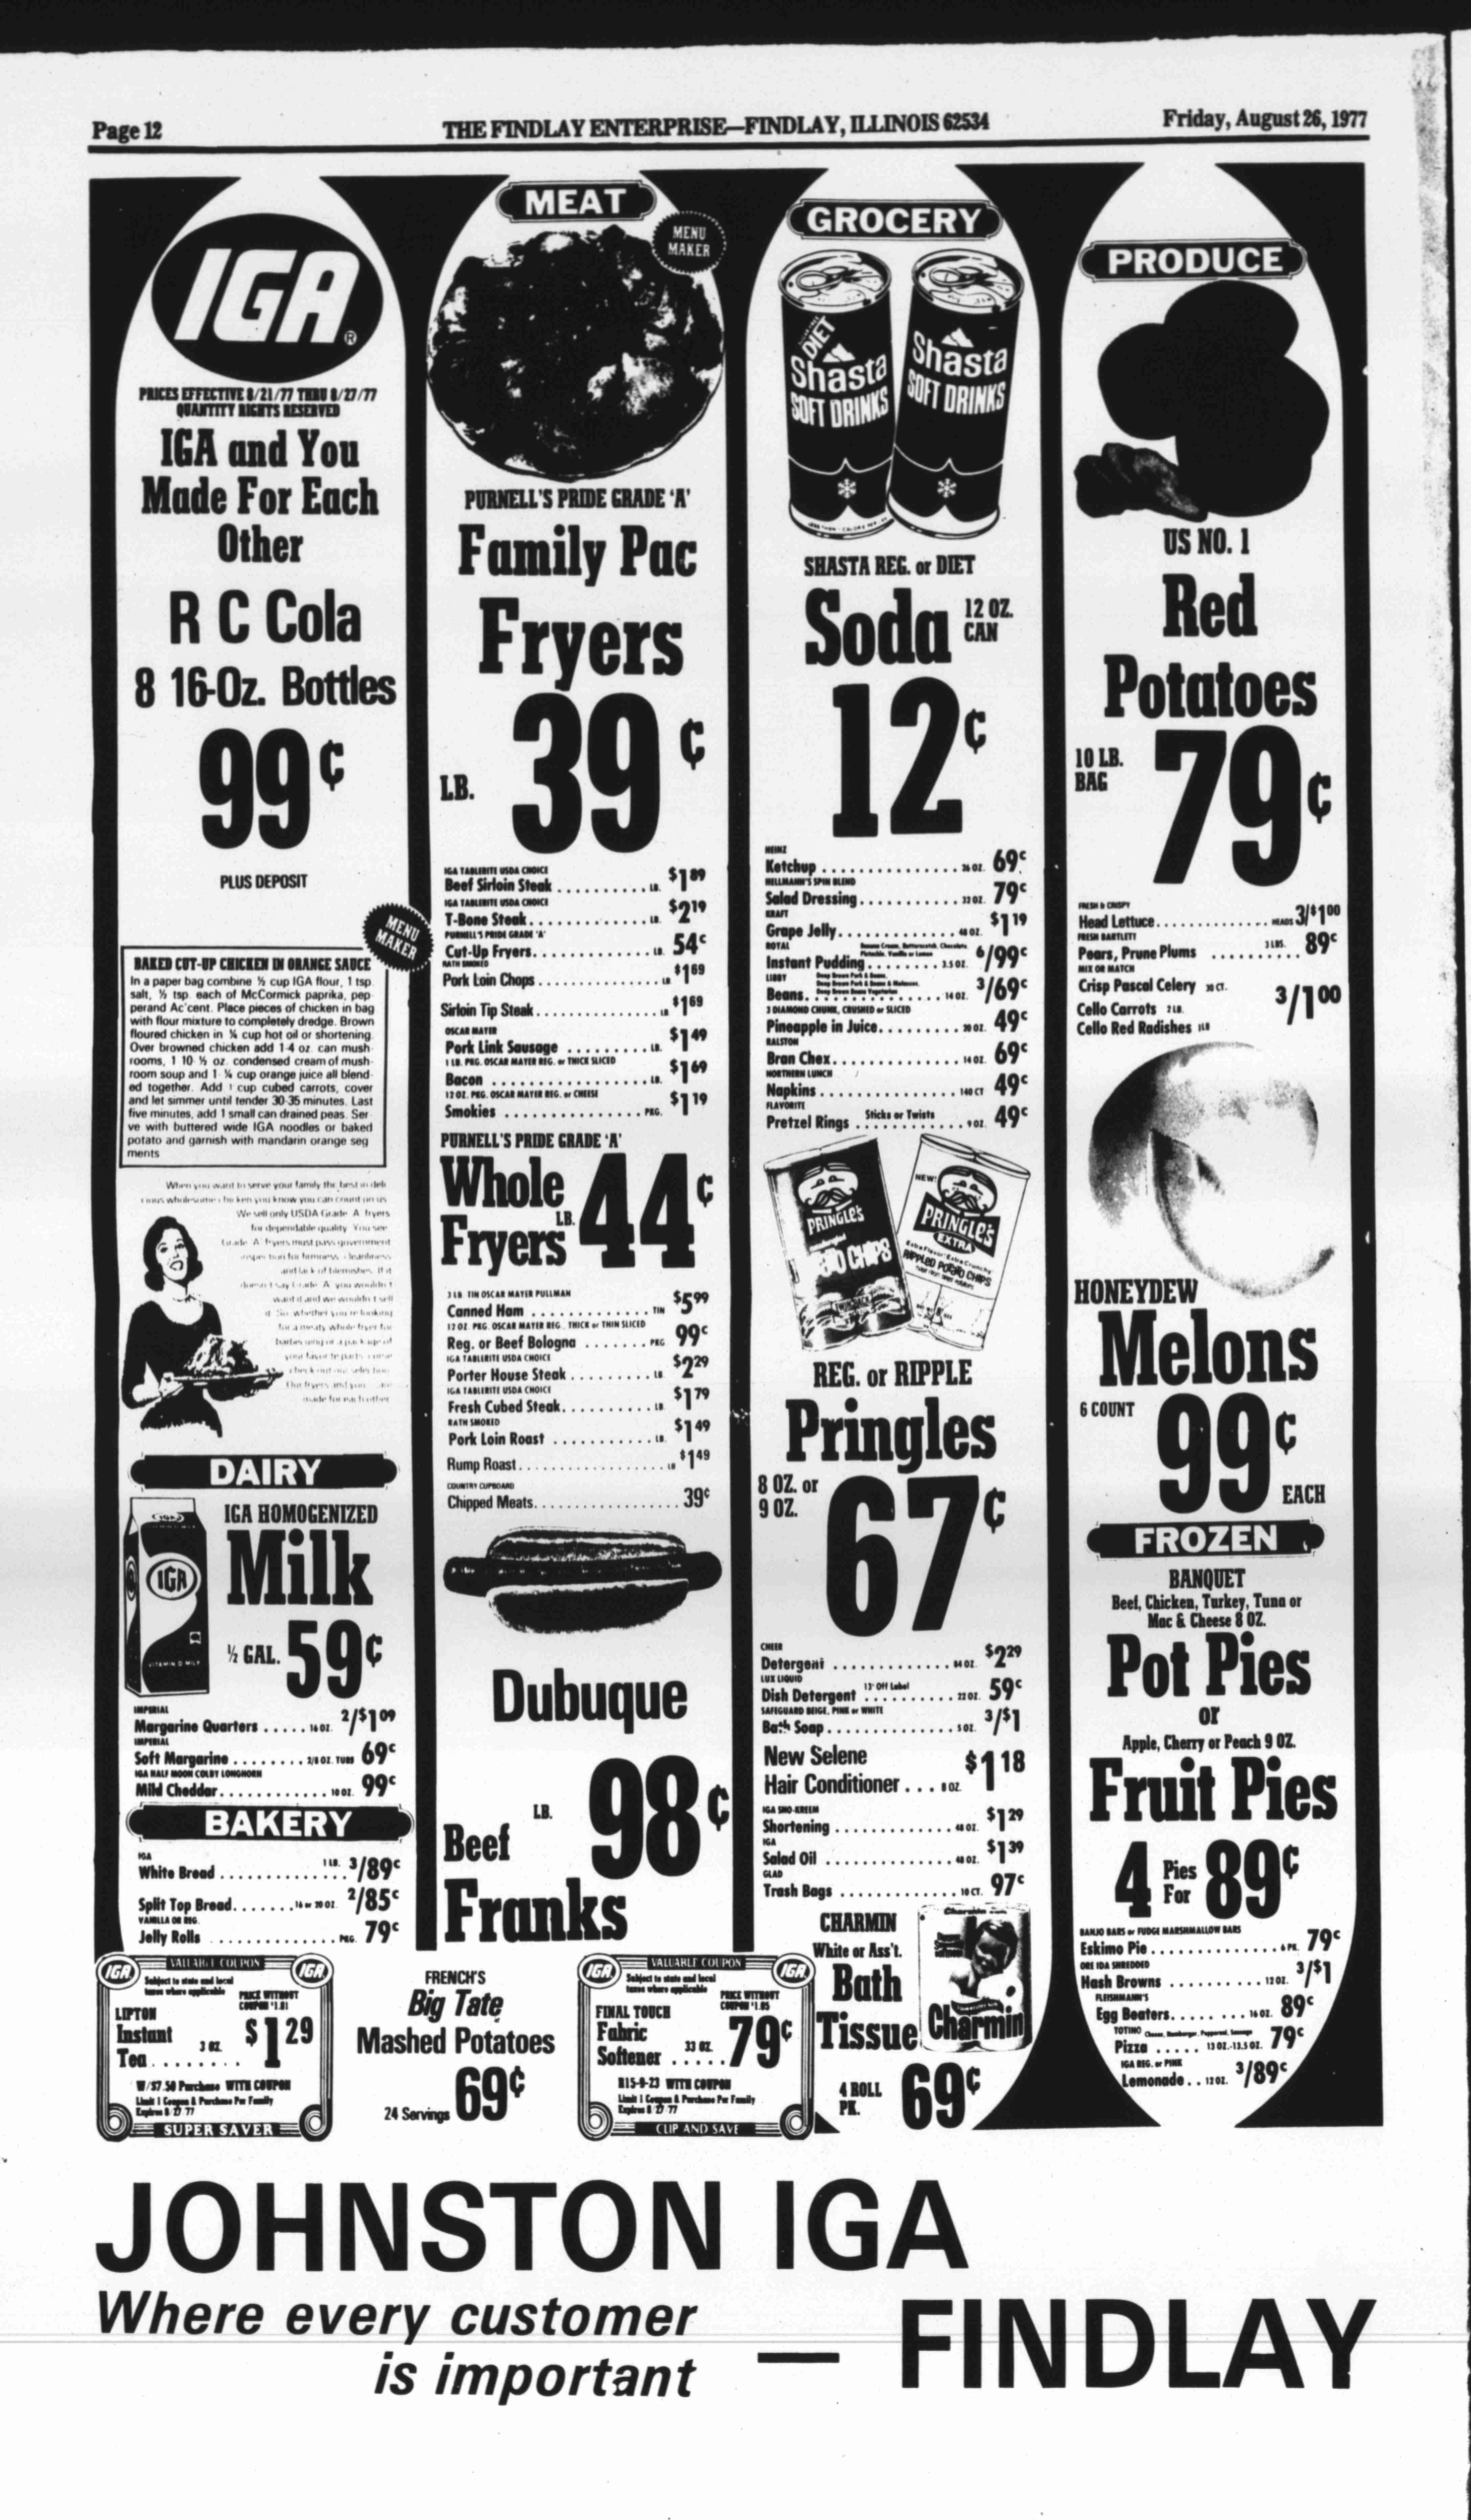 Page 12
THE FINDLAY ENTERPRISE—FINDLAY, ILLINOIS 62534
Friday, August 26, 1977
IGA
PRICES EFFECTIVE 8/21/77 THRU 8/27/77
QUANTITY RIGHTS RESERVED
IGA and You
Made For Each
Other
R C Cola
8 16-Oz. Bottles
99¢
PLUS DEPOSIT
MENU
MAKER
BAKED CUT-UP CHICKEN IN ORANGE SAUCE
In a paper bag combine ½ cup IGA flour, 1 tsp.
salt, ½ tsp. each of McCormick paprika, pep-
perand Ac'cent. Place pieces of chicken in bag
with flour mixture to completely dredge. Brown
floured chicken in ¼ cup hot oil or shortening.
Over browned chicken add 1-4 oz. can mush-
rooms, 1 10-½ oz. condensed cream of mush-
room soup and 1-¼ cup orange juice all blend-
ed together. Add 1 cup cubed carrots, cover
and let simmer until tender 30-35 minutes. Last
five minutes, add 1 small can drained peas. Ser-
ve with buttered wide IGA noodles or baked
potato and garnish with mandarin orange seg-
ments
When you want to serve your family the best in deli-
cious wholesome chicken you know you can count on us
We sell only USDA Grade A fryers
for dependable quality. You see
Grade 'A' fryers must pass government
inspection for firmness, cleanliness
and lack of blemishes. If it
doesn't say Grade A you wouldn't
want it and we wouldn't sell
it. So, whether you're looking
for a meaty whole fryer for
barbecuing or a package of
your favorite parts come
check out our selection
Our fryers and you are
made for each other
DAIRY
IGA HOMOGENIZED
Milk
½ GAL. 59¢
IGA
VITAMIN D MILK
IMPERIAL
Margarine Quarters ..... 16 OZ. 2/$1 09
IMPERIAL
Soft Margarine ........ 2/8 OZ. TUBS 69¢
IGA HALF MOON COLBY LONGHORN
Mild Cheddar ............ 10 OZ. 99¢
BAKERY
IGA
White Bread .............. 1 LB. 3/89¢
Split Top Bread ....... 16 or 20 OZ. 2/85¢
VANILLA OR REG.
Jelly Rolls .............. PKG. 79¢
MEAT
MENU
MAKER
PURNELL'S PRIDE GRADE 'A'
Family Pac
Fryers
LB. 39¢
IGA TABLERITE USDA CHOICE
Beef Sirloin Steak .......... LB. $1 89
IGA TABLERITE USDA CHOICE
T-Bone Steak ............. LB. $2 19
PURNELL'S PRIDE GRADE 'A'
Cut-Up Fryers ............. LB. 54¢
RATH SMOKED
Pork Loin Chops .............. LB. $1 69
Sirloin Tip Steak .............. LB. $1 69
OSCAR MAYER
Pork Link Sausage ......... LB. $1 49
1 LB. PKG. OSCAR MAYER REG. or THICK SLICED
Bacon .................. LB. $1 69
12 OZ. PKG. OSCAR MAYER REG. or CHEESE
Smokies ............... PKG. $1 19
PURNELL'S PRIDE GRADE 'A'
Whole
Fryers
LB. 44¢
3 LB. TIN OSCAR MAYER PULLMAN
Canned Ham ............. TIN $5 99
12 OZ. PKG. OSCAR MAYER REG., THICK or THIN SLICED
Reg. or Beef Bologna ....... PKG. 99¢
IGA TABLERITE USDA CHOICE
Porter House Steak ......... LB. $2 29
IGA TABLERITE USDA CHOICE
Fresh Cubed Steak .......... LB. $1 79
RATH SMOKED
Pork Loin Roast ........... LB. $1 49
Rump Roast .................. LB. $1 49
COUNTRY CUPBOARD
Chipped Meats ................ 39¢
Dubuque
Beef
LB. 98¢
Franks
GROCERY
DIET
Shasta
SOFT DRINKS
Shasta
SOFT DRINKS
SHASTA REG. or DIET
Soda 12 OZ.
CAN
12¢
HEINZ
Ketchup ................ 26 OZ. 69¢
HELLMANN'S SPIN BLEND
Salad Dressing ........... 32 OZ. 79¢
KRAFT
Grape Jelly ............. 48 OZ. $1 19
ROYAL Banana Cream, Butterscotch, Chocolate,
Pistachio, Vanilla or Lemon
Instant Pudding ........ 3.5 OZ. 6/99¢
LIBBY Deep Brown Pork & Beans,
Deep Brown Pork & Beans & Molasses,
Deep Brown Beans Vegetarian
Beans ................ 14 OZ. 3/69¢
3 DIAMOND CHUNK, CRUSHED or SLICED
Pineapple in Juice ......... 20 OZ. 49¢
RALSTON
Bran Chex .............. 14 OZ. 69¢
NORTHERN LUNCH
Napkins ................ 140 CT. 49¢
FLAVORITE
Sticks or Twists
Pretzel Rings ............. 9 OZ. 49¢
PRINGLE'S
NEW!
PRINGLE'S
EXTRA
Extra Flavor! Extra Crunchy
RIPPLED POTATO CHIPS
REG. or RIPPLE
Pringles
8 OZ. or
9 OZ.
67¢
CHEER
Detergent ............. 84 OZ. $2 29
LUX LIQUID
13¢ Off Label
Dish Detergent .......... 22 OZ. 59¢
SAFEGUARD BEIGE, PINK or WHITE
Bath Soap .............. 5 OZ. 3/$1
New Selene
Hair Conditioner ... 8 OZ. $1 18
IGA SNO-KREEM
Shortening ............. 48 OZ. $1 29
IGA
Salad Oil .............. 48 OZ. $1 39
GLAD
Trash Bags ............. 10 CT. 97¢
CHARMIN
White or Ass't.
Bath
Tissue
Charmin
4 ROLL
PK.
69¢
PRODUCE
US NO. 1
Red
Potatoes
10 LB.
BAG
79¢
FRESH & CRISPY
Head Lettuce .............. HEADS 3/$1 00
FRESH BARTLETT
Pears, Prune Plums .......... 3 LBS. 89¢
MIX OR MATCH
Crisp Pascal Celery 30 CT.
Cello Carrots 2 LB.
Cello Red Radishes 1 LB
3/1 00
HONEYDEW
Melons
6 COUNT
99¢
EACH
FROZEN
BANQUET
Beef, Chicken, Turkey, Tuna or
Mac & Cheese 8 OZ.
Pot Pies
or
Apple, Cherry or Peach 9 OZ.
Fruit Pies
4 Pies
For 89¢
BANJO BARS or FUDGE MARSHMALLOW BARS
Eskimo Pie .............. 6 PK. 79¢
ORE IDA SHREDDED
Hash Browns .......... 12 OZ. 3/$1
FLEISHMANN'S
Egg Beaters ........ 16 OZ. 89¢
TOTINO Cheese, Hamburger, Pepperoni, Sausage
Pizza ..... 13 OZ.-13.5 OZ. 79¢
IGA REG. or PINK
Lemonade .. 12 OZ. 3/89¢
IGA VALUABLE COUPON IGA
Subject to state and local
taxes where applicable
PRICE WITHOUT
COUPON $1.81
LIPTON
Instant
Tea ........ 3 OZ. $1 29
W/$7.50 Purchase WITH COUPON
Limit 1 Coupon & Purchase Per Family
Expires 8 27 77
SUPER SAVER
FRENCH'S
Big Tate
Mashed Potatoes
24 Servings 69¢
IGA VALUABLE COUPON IGA
Subject to state and local
taxes where applicable
PRICE WITHOUT
COUPON $1.05
FINAL TOUCH
Fabric
Softener ..... 33 OZ. 79¢
R15-9-23 WITH COUPON
Limit 1 Coupon & Purchase Per Family
Expires 8 27 77
CLIP AND SAVE
JOHNSTON IGA
Where every customer
is important
— FINDLAY